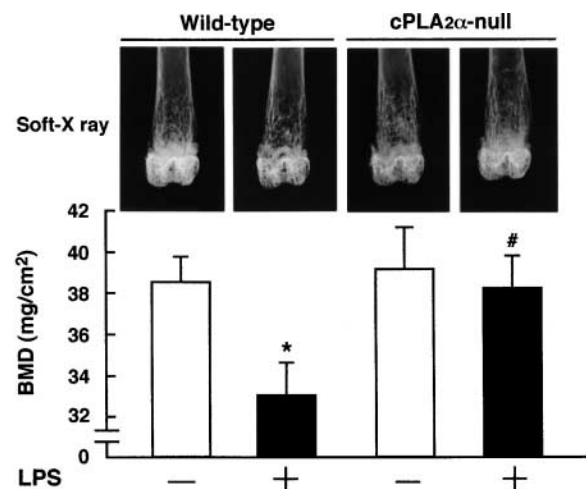 Wild-type cPLA2α-null
Soft-X ray
BMD (mg/cm²)
42
40
38
36
34
32
0
*
#
LPS — + — +